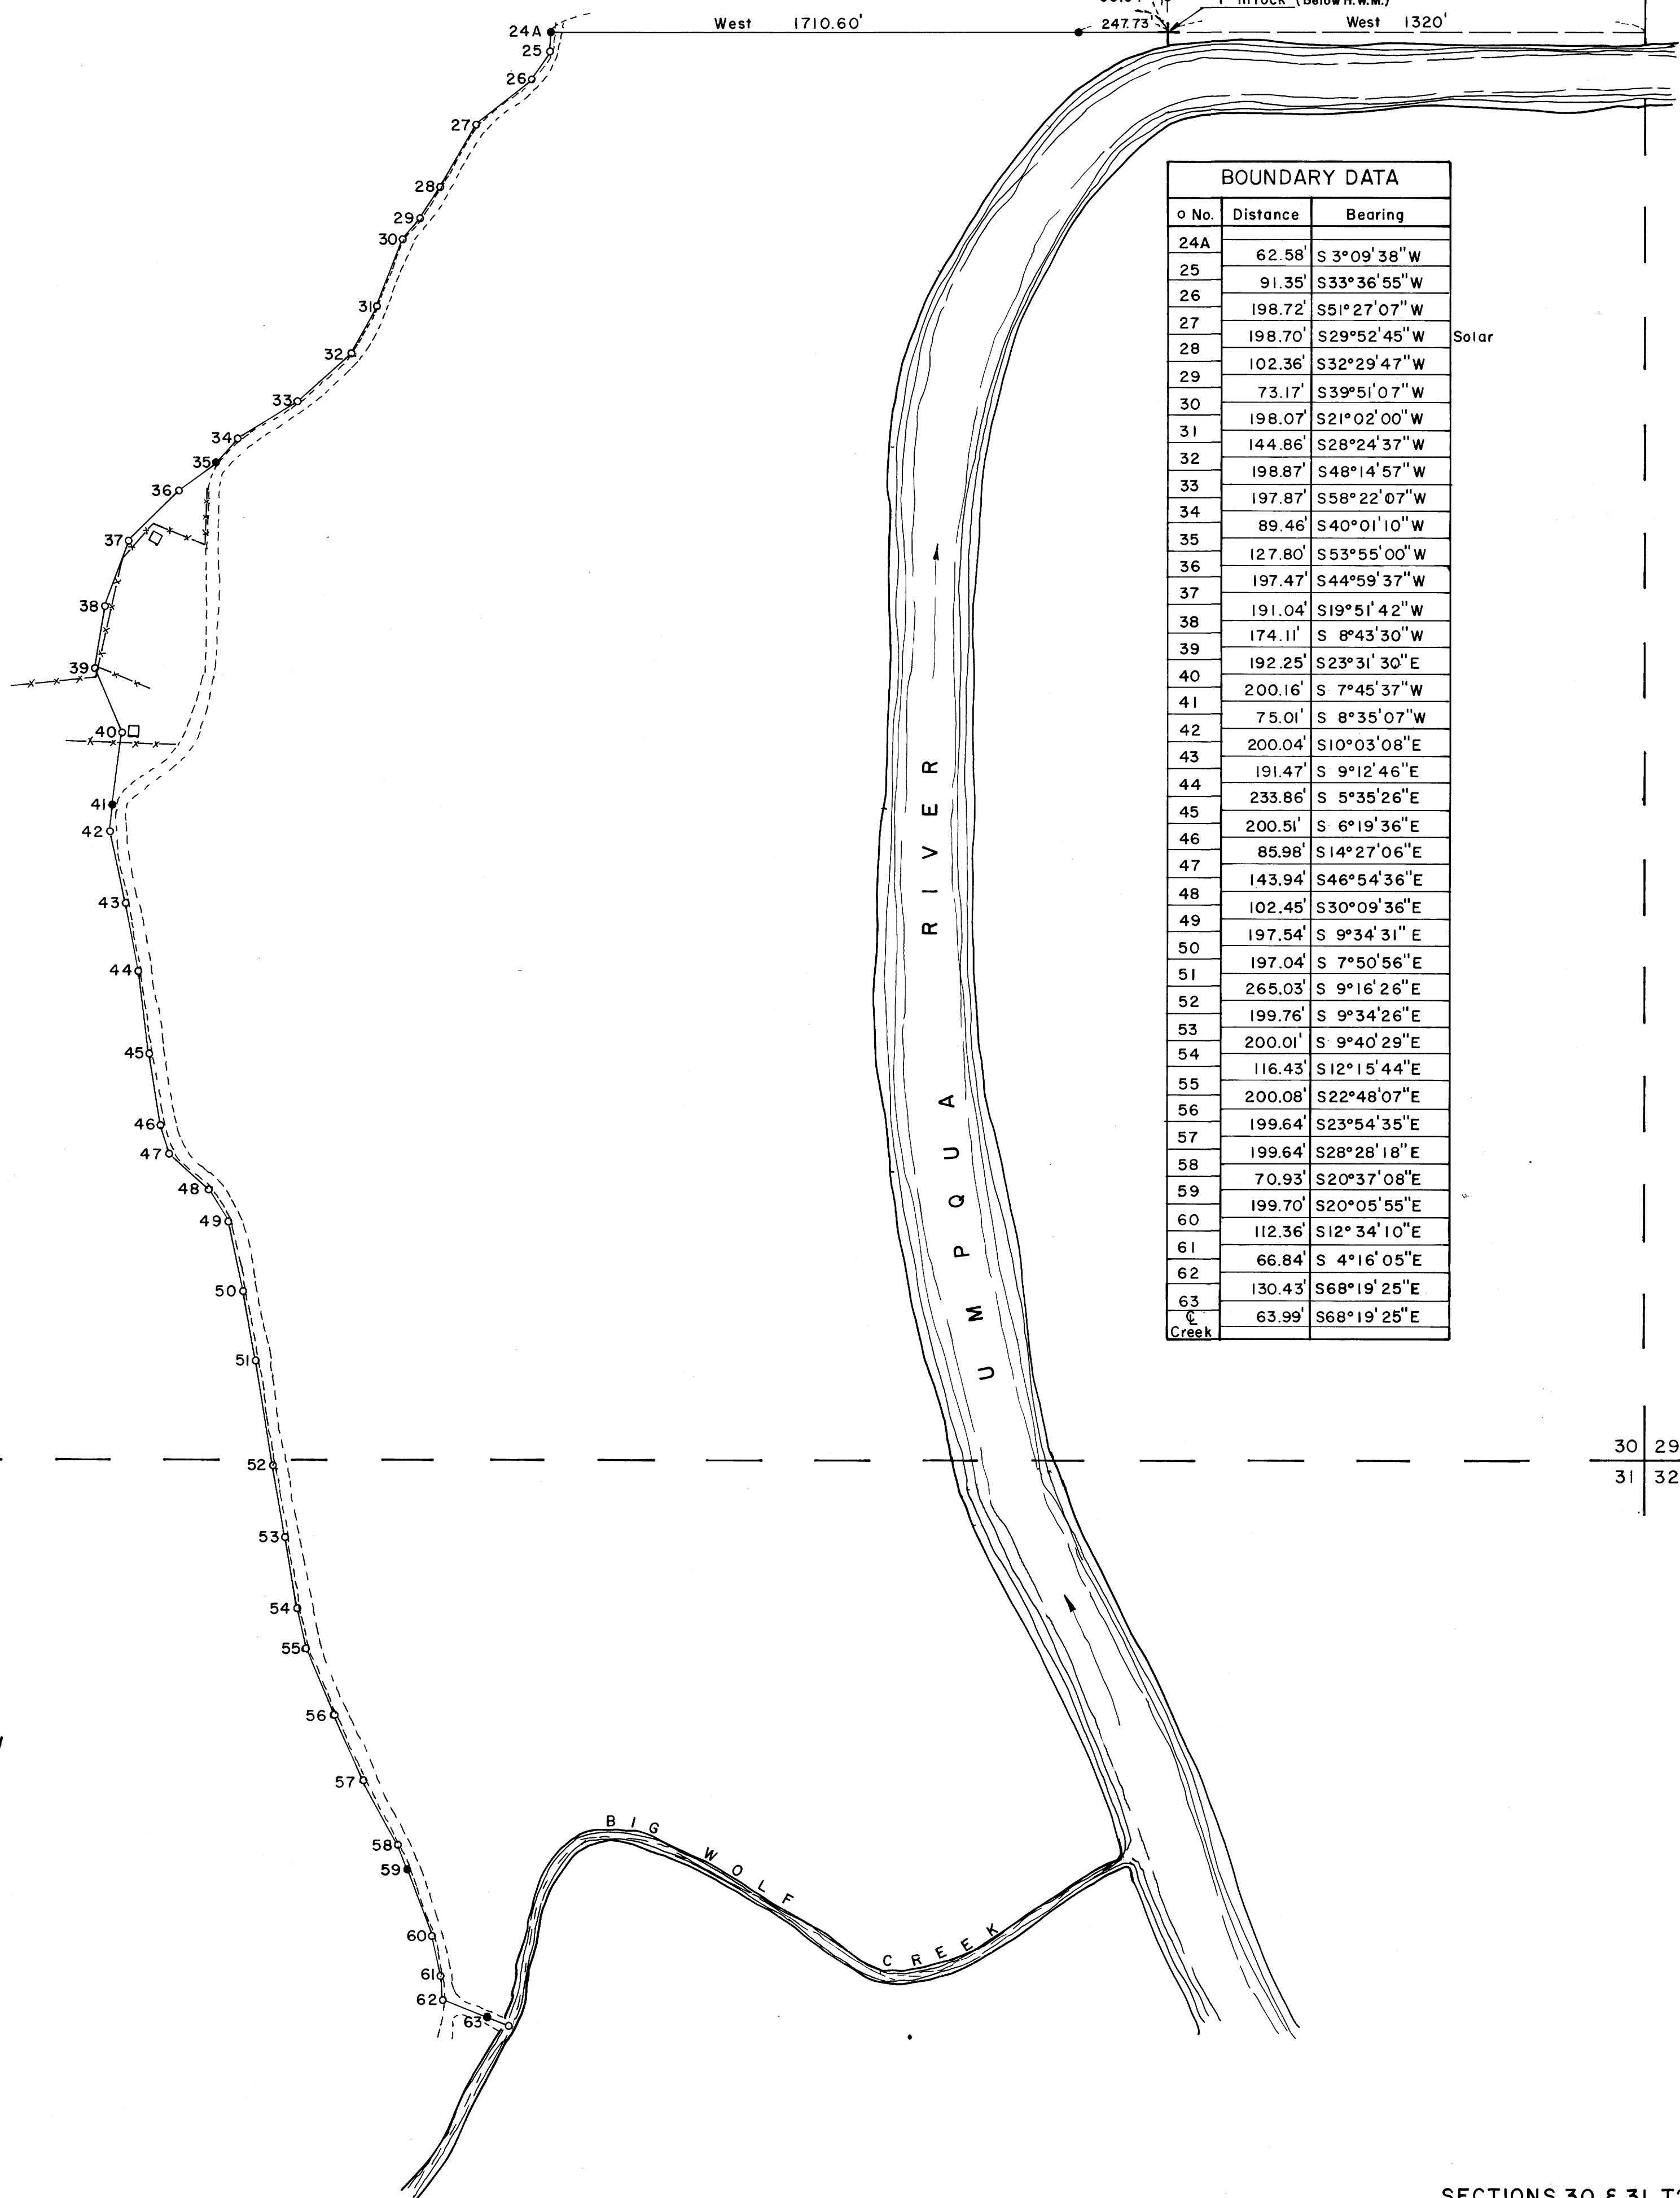 West 1710.60'
247.73'
(Below H.W.M.)
West 1320'
24A
25
26
27
28
29
30
31
32
33
34
35
36
37
38
39
40
41
42
43
44
45
46
47
48
49
50
51
52
53
54
55
56
57
58
59
60
61
62
63
BOUNDARY DATA
o No. Distance Bearing
24A
62.58' S 3°09'38"W
25
91.35' S33°36'55"W
26
198.72' S51°27'07"W
27
198.70' S29°52'45"W Solar
28
102.36' S32°29'47"W
29
73.17' S39°51'07"W
30
198.07' S21°02'00"W
31
144.86' S28°24'37"W
32
198.87' S48°14'57"W
33
197.87' S58°22'07"W
34
89.46' S40°01'10"W
35
127.80' S53°55'00"W
36
197.47' S44°59'37"W
37
191.04' S19°51'42"W
38
174.11' S 8°43'30"W
39
192.25' S23°31'30"E
40
200.16' S 7°45'37"W
41
75.01' S 8°35'07"W
42
200.04' S10°03'08"E
43
191.47' S 9°12'46"E
44
233.86' S 5°35'26"E
45
200.51' S 6°19'36"E
46
85.98' S14°27'06"E
47
143.94' S46°54'36"E
48
102.45' S30°09'36"E
49
197.54' S 9°34'31"E
50
197.04' S 7°50'56"E
51
265.03' S 9°16'26"E
52
199.76' S 9°34'26"E
53
200.01' S 9°40'29"E
54
116.43' S12°15'44"E
55
200.08' S22°48'07"E
56
199.64' S23°54'35"E
57
199.64' S28°28'18"E
58
70.93' S20°37'08"E
59
199.70' S20°05'55"E
60
112.36' S12°34'10"E
61
66.84' S 4°16'05"E
62
130.43' S68°19'25"E
63
℄ Creek
63.99' S68°19'25"E
UMPQUA RIVER
30 29
31 32
BIG WOLF CREEK
SECTIONS 30 & 31